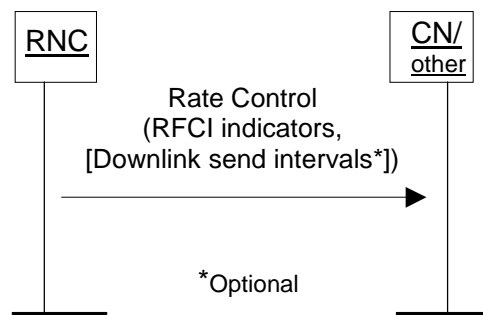 RNC
CN/
other
Rate Control
(RFCI indicators,
[Downlink send intervals*])
*Optional